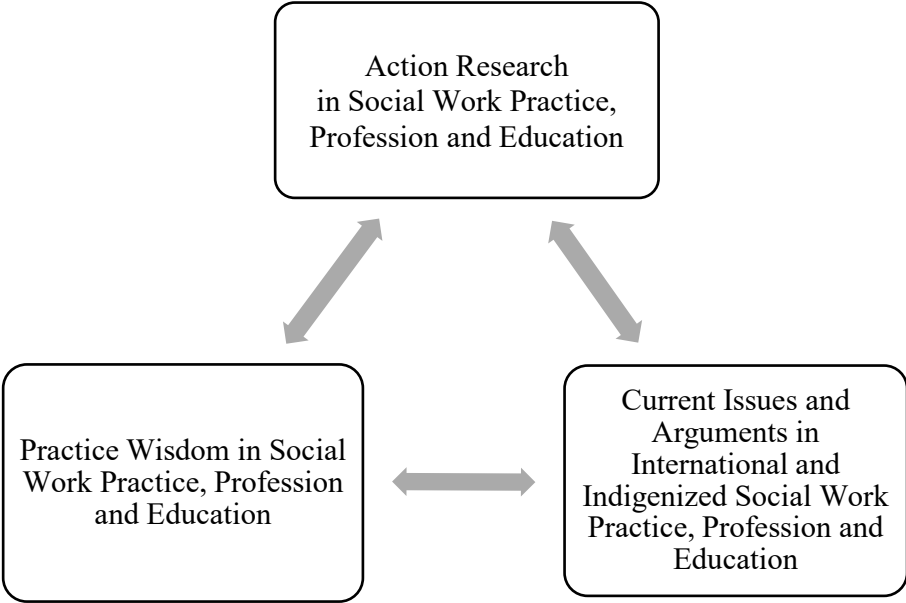 Action Research
in Social Work Practice,
Profession and Education
Practice Wisdom in Social
Work Practice, Profession
and Education
Current Issues and
Arguments in
International and
Indigenized Social Work
Practice, Profession and
Education